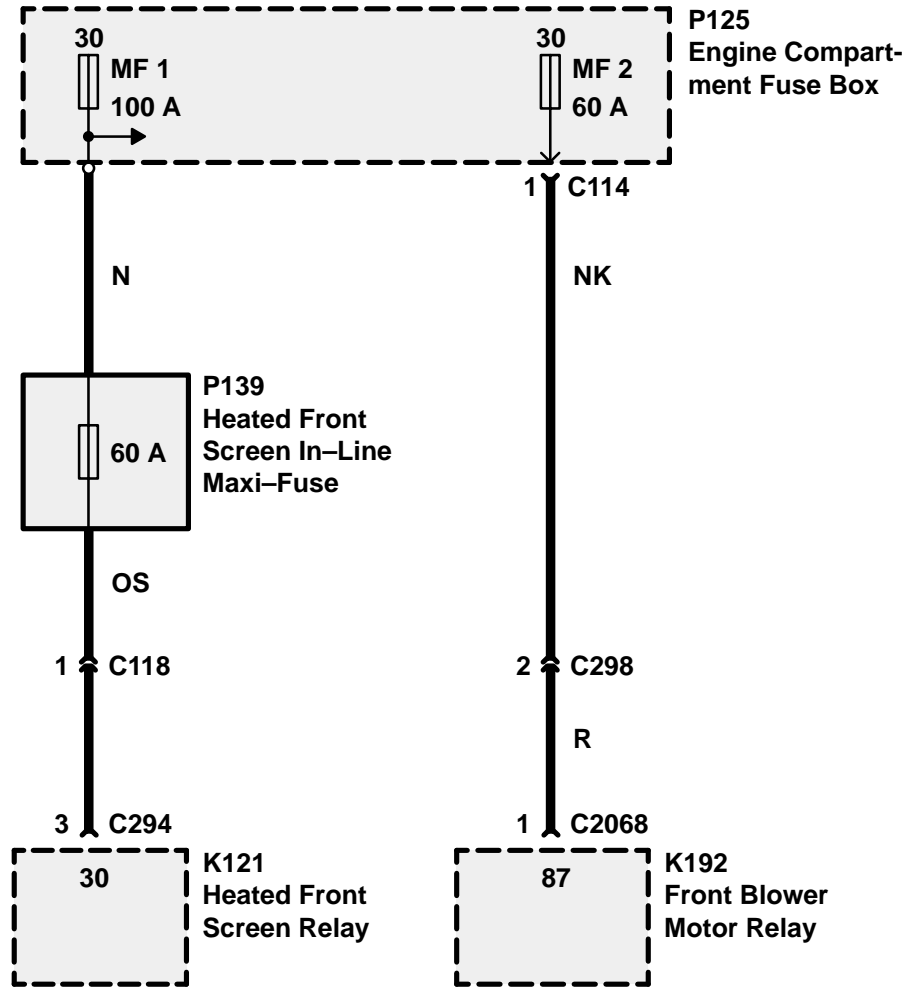 P125
Engine Compart-
ment Fuse Box
30
MF 1
100 A
30
MF 2
60 A
1 C114
N
NK
P139
Heated Front
Screen In–Line
Maxi–Fuse
60 A
OS
1 C118
2 C298
R
3 C294
1 C2068
30
K121
Heated Front
Screen Relay
87
K192
Front Blower
Motor Relay